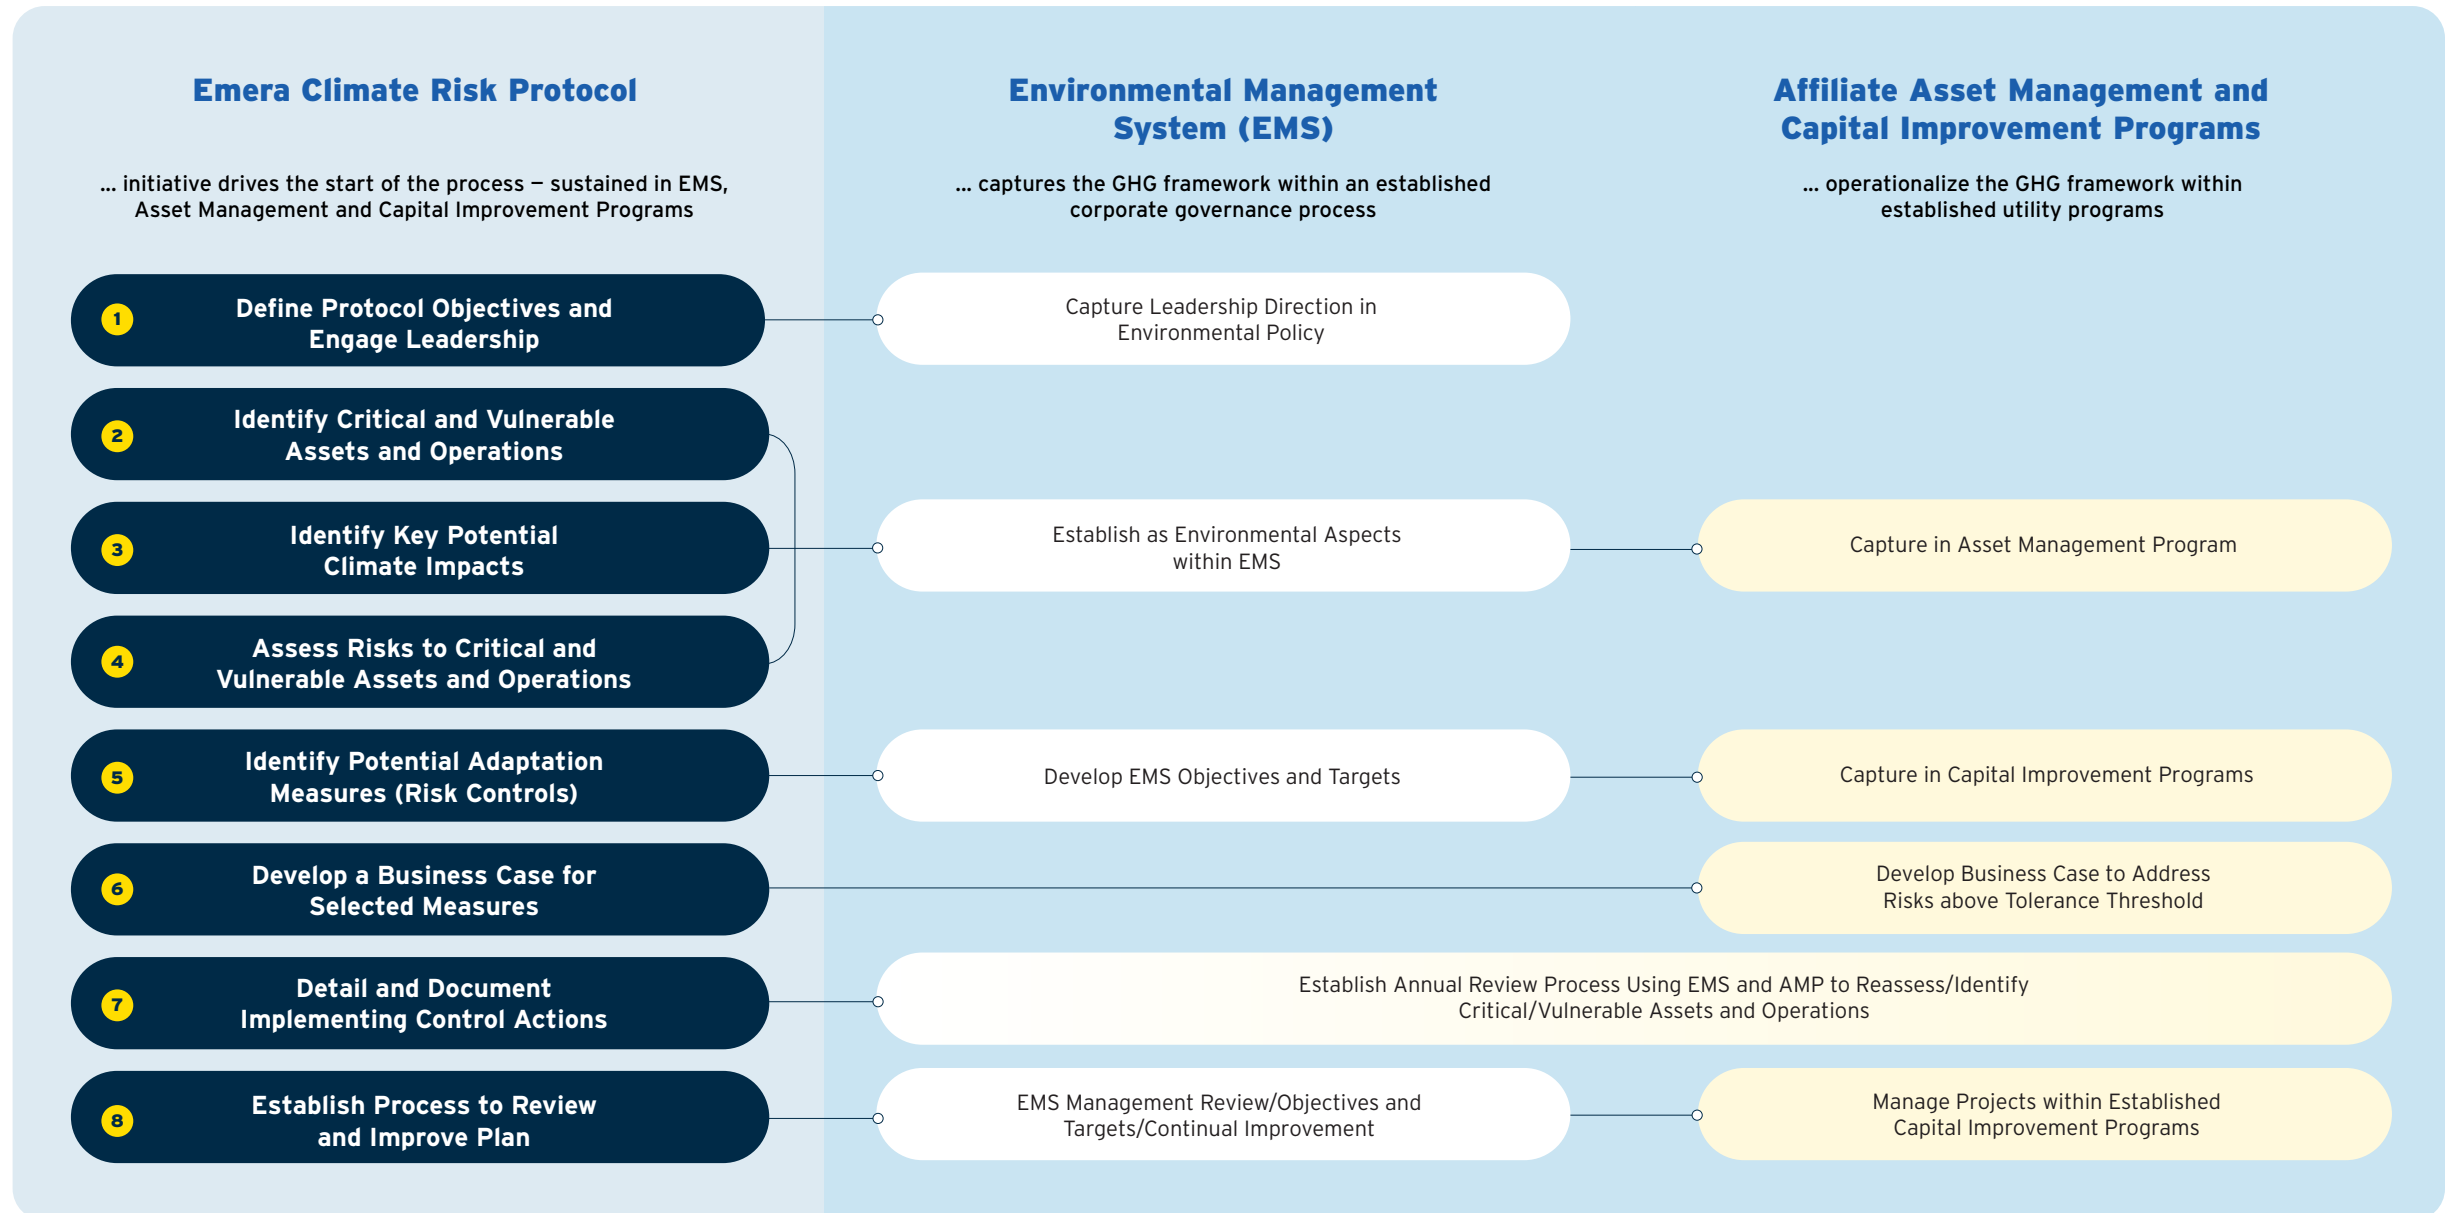 Emera Climate Risk Protocol
... initiative drives the start of the process – sustained in EMS,
Asset Management and Capital Improvement Programs
Environmental Management
System (EMS)
... captures the GHG framework within an established
corporate governance process
Affiliate Asset Management and
Capital Improvement Programs
... operationalize the GHG framework within
established utility programs
1
Define Protocol Objectives and
Engage Leadership
Capture Leadership Direction in
Environmental Policy
2
Identify Critical and Vulnerable
Assets and Operations
3
Identify Key Potential
Climate Impacts
Establish as Environmental Aspects
within EMS
Capture in Asset Management Program
4
Assess Risks to Critical and
Vulnerable Assets and Operations
5
Identify Potential Adaptation
Measures (Risk Controls)
Develop EMS Objectives and Targets
Capture in Capital Improvement Programs
6
Develop a Business Case for
Selected Measures
Develop Business Case to Address
Risks above Tolerance Threshold
7
Detail and Document
Implementing Control Actions
Establish Annual Review Process Using EMS and AMP to Reassess/Identify
Critical/Vulnerable Assets and Operations
8
Establish Process to Review
and Improve Plan
EMS Management Review/Objectives and
Targets/Continual Improvement
Manage Projects within Established
Capital Improvement Programs